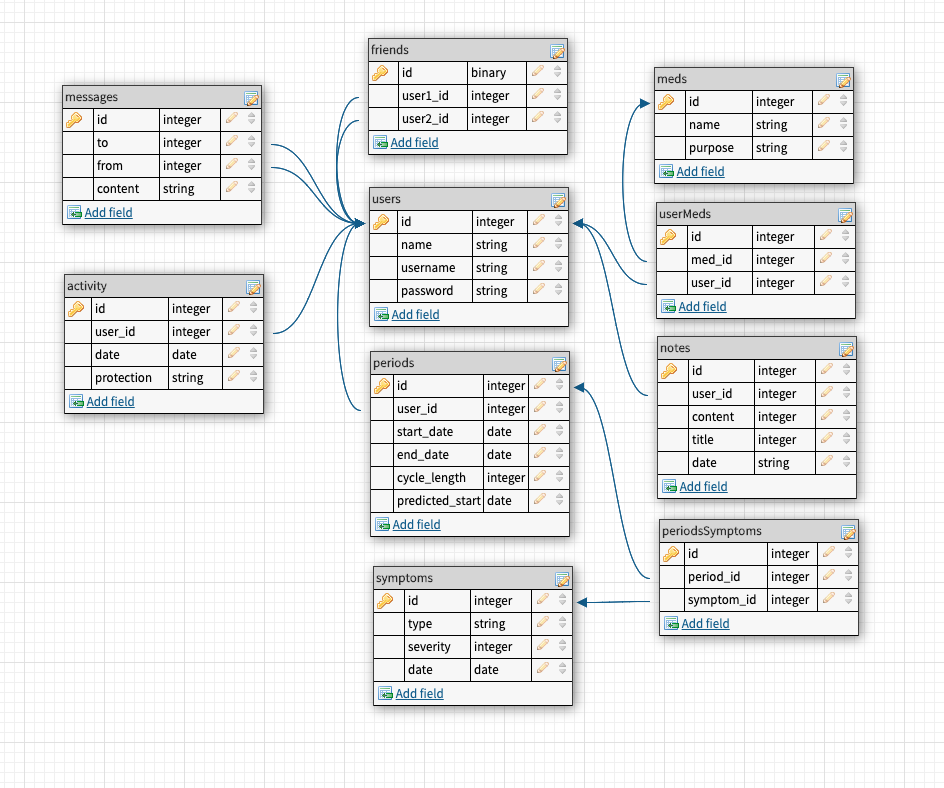 friends
id binary
user1_id integer
user2_id integer
Add field
messages
id integer
to integer
from integer
content string
Add field
meds
id integer
name string
purpose string
Add field
users
id integer
name string
username string
password string
Add field
userMeds
id integer
med_id integer
user_id integer
Add field
activity
id integer
user_id integer
date date
protection string
Add field
periods
id integer
user_id integer
start_date date
end_date date
cycle_length integer
predicted_start date
Add field
notes
id integer
user_id integer
content integer
title integer
date string
Add field
periodsSymptoms
id integer
period_id integer
symptom_id integer
Add field
symptoms
id integer
type string
severity integer
date date
Add field